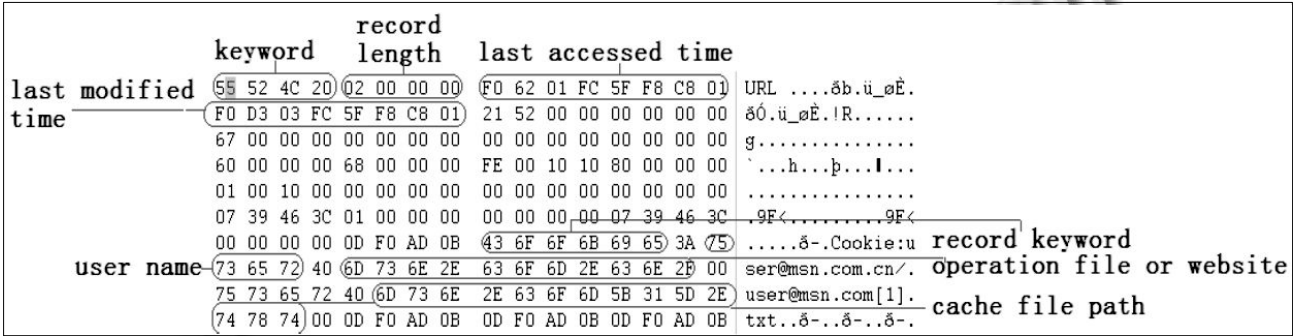 record
keyword length last accessed time
last modified 55 52 4C 20 02 00 00 00 F0 62 01 FC 5F F8 C8 01 URL ....ðb.ü_øÈ.
time F0 D3 03 FC 5F F8 C8 01 21 52 00 00 00 00 00 00 ðÓ.ü_øÈ.!R......
67 00 00 00 00 00 00 00 00 00 00 00 00 00 00 00 g...............
60 00 00 00 68 00 00 00 FE 00 10 10 80 00 00 00 `...h...þ...▌...
01 00 10 00 00 00 00 00 00 00 00 00 00 00 00 00 ................
07 39 46 3C 01 00 00 00 00 00 00 00 07 39 46 3C .9F<.........9F<
00 00 00 00 0D F0 AD 0B 43 6F 6F 6B 69 65 3A 75 .....ð-.Cookie:u record keyword
user name 73 65 72 40 6D 73 6E 2E 63 6F 6D 2E 63 6E 2F 00 ser@msn.com.cn/. operation file or website
75 73 65 72 40 6D 73 6E 2E 63 6F 6D 5B 31 5D 2E user@msn.com[1]. cache file path
74 78 74 00 0D F0 AD 0B 0D F0 AD 0B 0D F0 AD 0B txt..ð-..ð-..ð-.